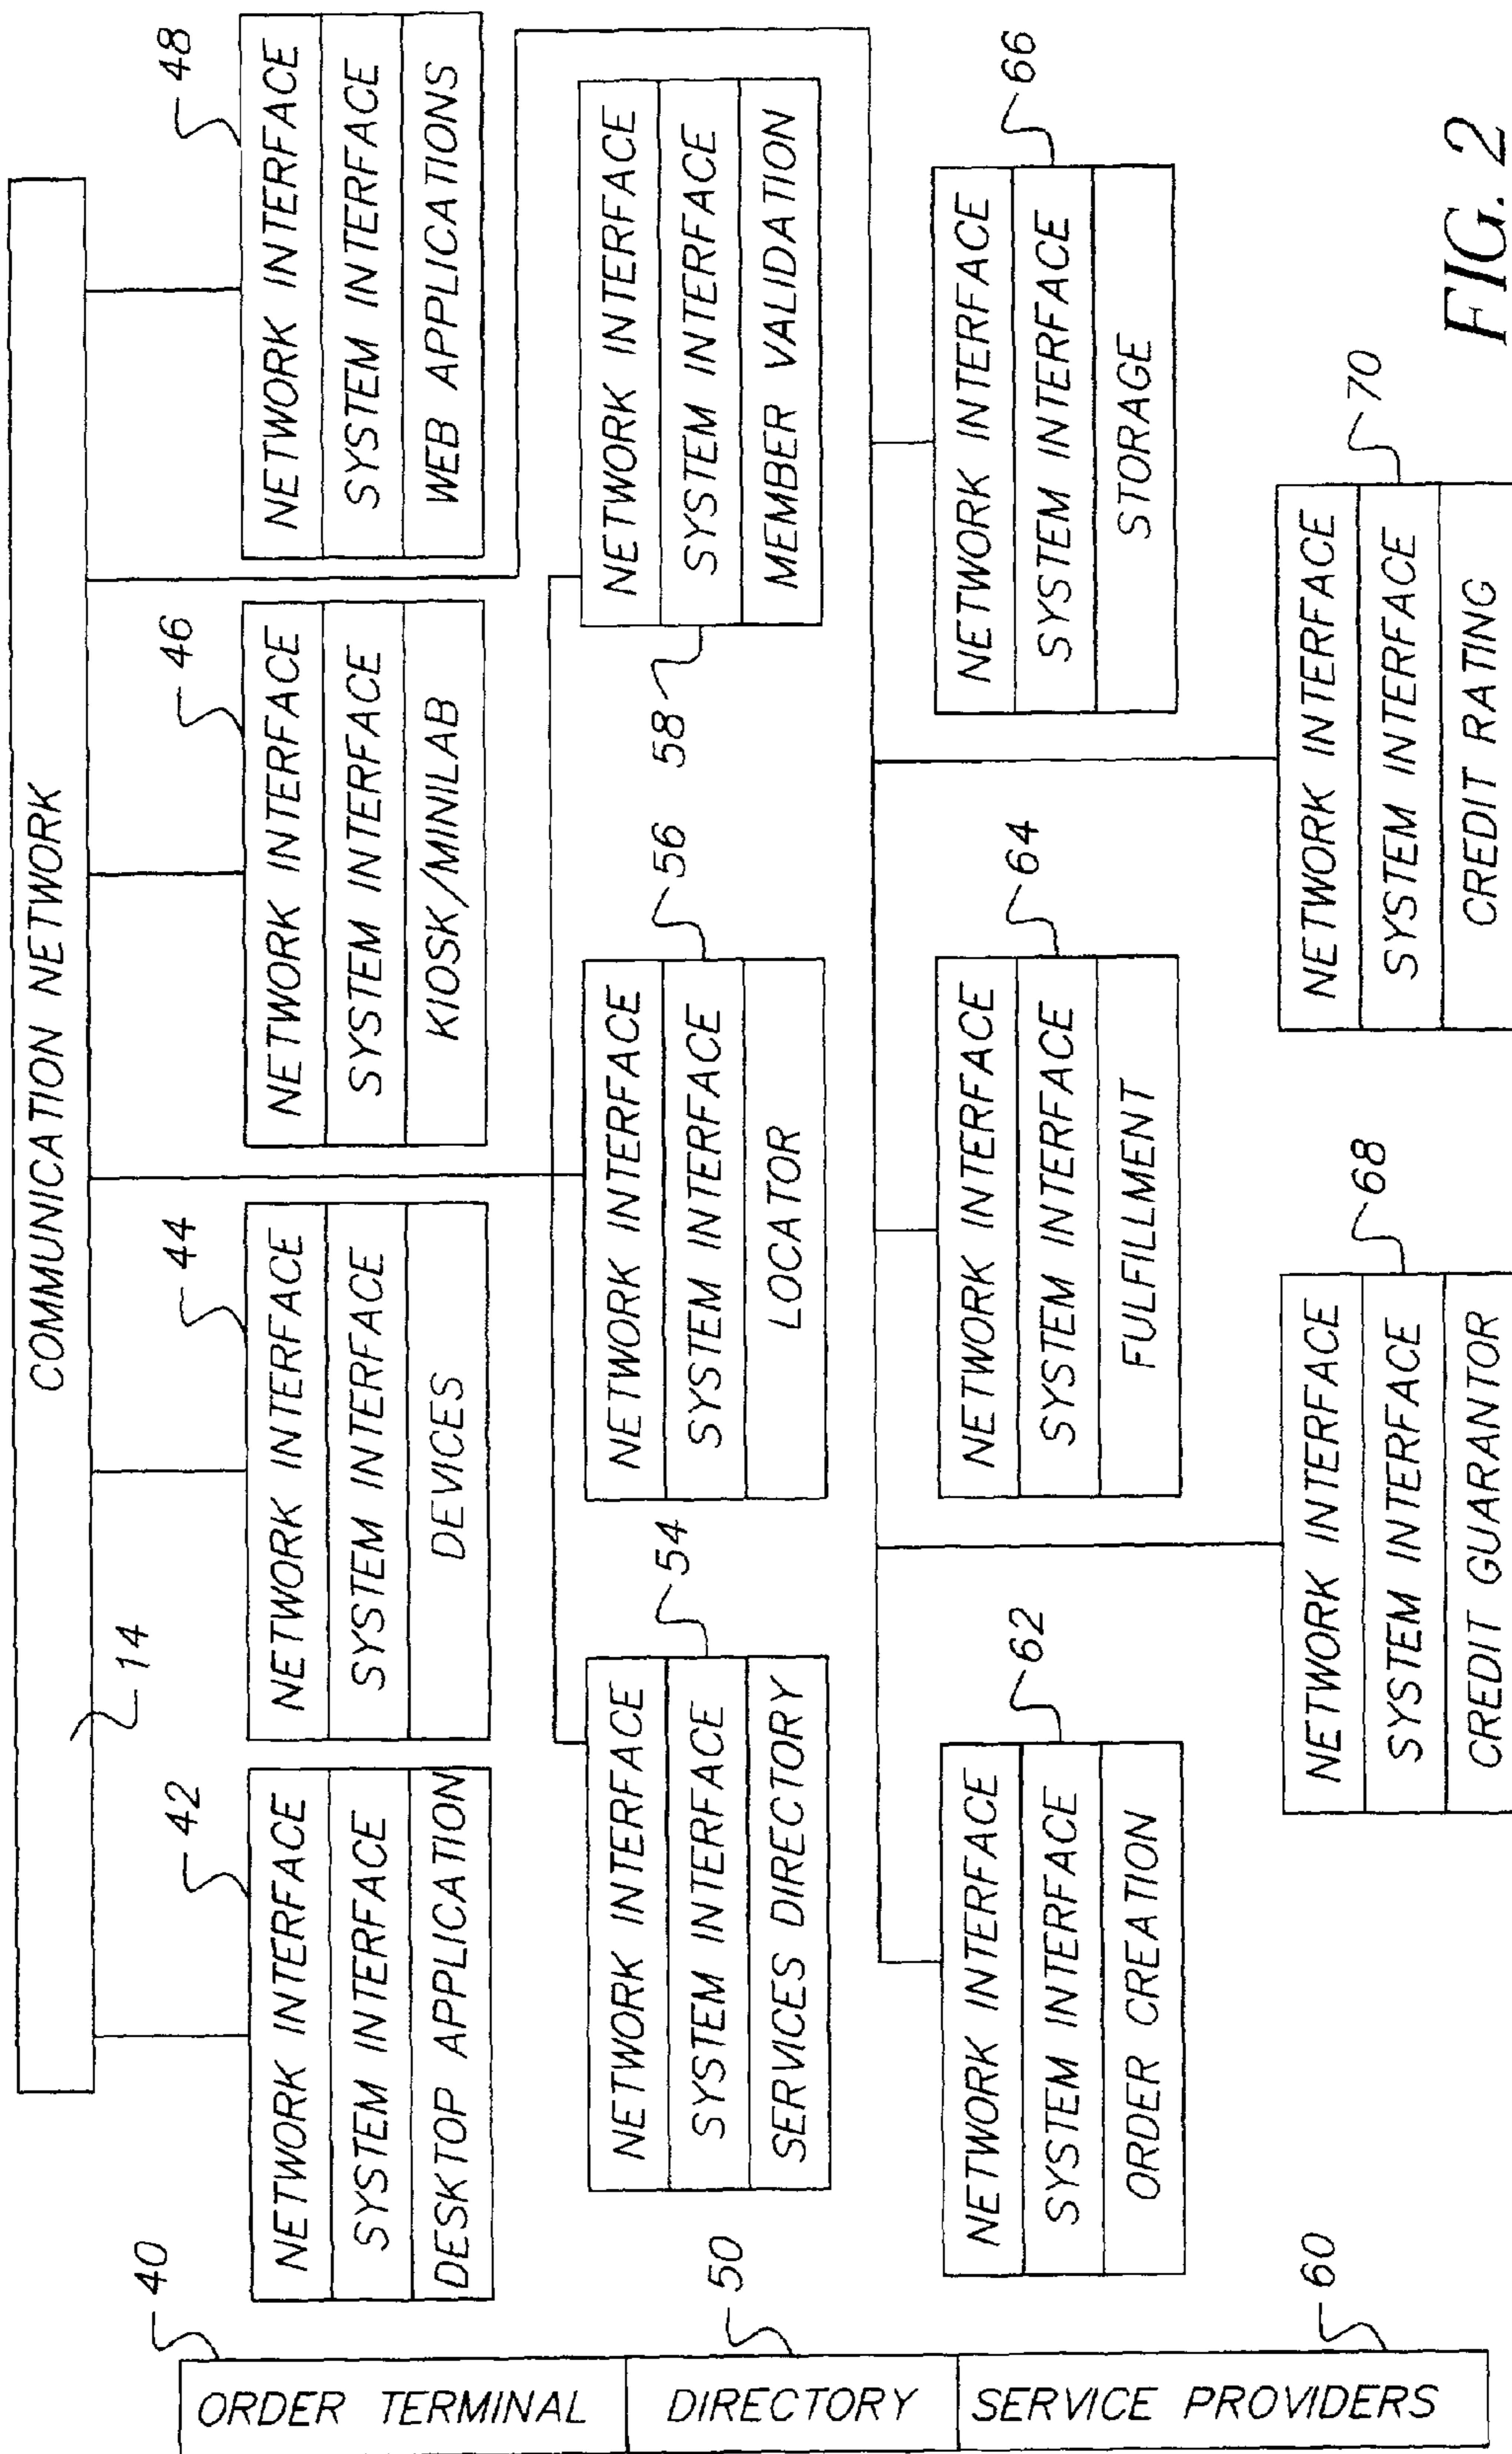 COMMUNICATION NETWORK
14
40
ORDER TERMINAL
42
NETWORK INTERFACE
SYSTEM INTERFACE
DESKTOP APPLICATION
44
NETWORK INTERFACE
SYSTEM INTERFACE
DEVICES
46
NETWORK INTERFACE
SYSTEM INTERFACE
KIOSK/MINILAB
48
NETWORK INTERFACE
SYSTEM INTERFACE
WEB APPLICATIONS
50
DIRECTORY
54
NETWORK INTERFACE
SYSTEM INTERFACE
SERVICES DIRECTORY
56
NETWORK INTERFACE
SYSTEM INTERFACE
LOCATOR
58
NETWORK INTERFACE
SYSTEM INTERFACE
MEMBER VALIDATION
60
SERVICE PROVIDERS
62
NETWORK INTERFACE
SYSTEM INTERFACE
ORDER CREATION
64
NETWORK INTERFACE
SYSTEM INTERFACE
FULFILLMENT
66
NETWORK INTERFACE
SYSTEM INTERFACE
STORAGE
68
NETWORK INTERFACE
SYSTEM INTERFACE
CREDIT GUARANTOR
70
NETWORK INTERFACE
SYSTEM INTERFACE
CREDIT RATING
FIG. 2